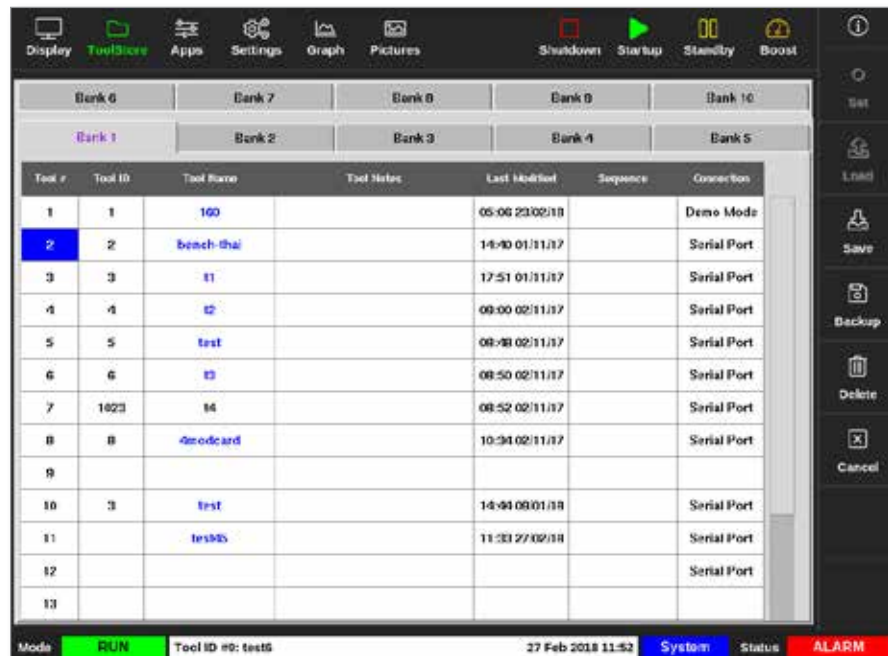 Display ToolStore Apps Settings Graph Pictures Shutdown Startup Standby Boost
Set
Load
Save
Backup
Delete
Cancel
Bank 6 Bank 7 Bank 8 Bank 9 Bank 10
Bank 1 Bank 2 Bank 3 Bank 4 Bank 5
Tool # Tool ID Tool Name Tool Notes Last Modified Sequence Connection
1 1 160 05:06 23/02/18 Demo Mode
2 2 bench-thai 14:40 01/11/17 Serial Port
3 3 t1 17:51 01/11/17 Serial Port
4 4 t2 02/11/17 Serial Port
5 5 test 08:48 02/11/17 Serial Port
6 6 t3 08:50 02/11/17 Serial Port
7 1023 t4 08:52 02/11/17 Serial Port
8 8 4modcard 10:34 02/11/17 Serial Port
9
10 3 test 14:44 09/01/18 Serial Port
11 11:33 27/02/18 Serial Port
12 Serial Port
13
Mode RUN Tool ID #0: test6 27 Feb 2018 11:52 System Status ALARM